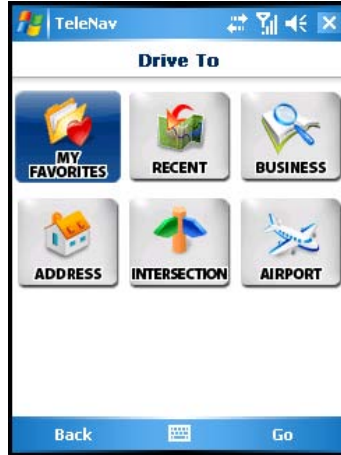 TeleNav
Drive To
MY
FAVORITES
RECENT
BUSINESS
ADDRESS
INTERSECTION
AIRPORT
Back
Go